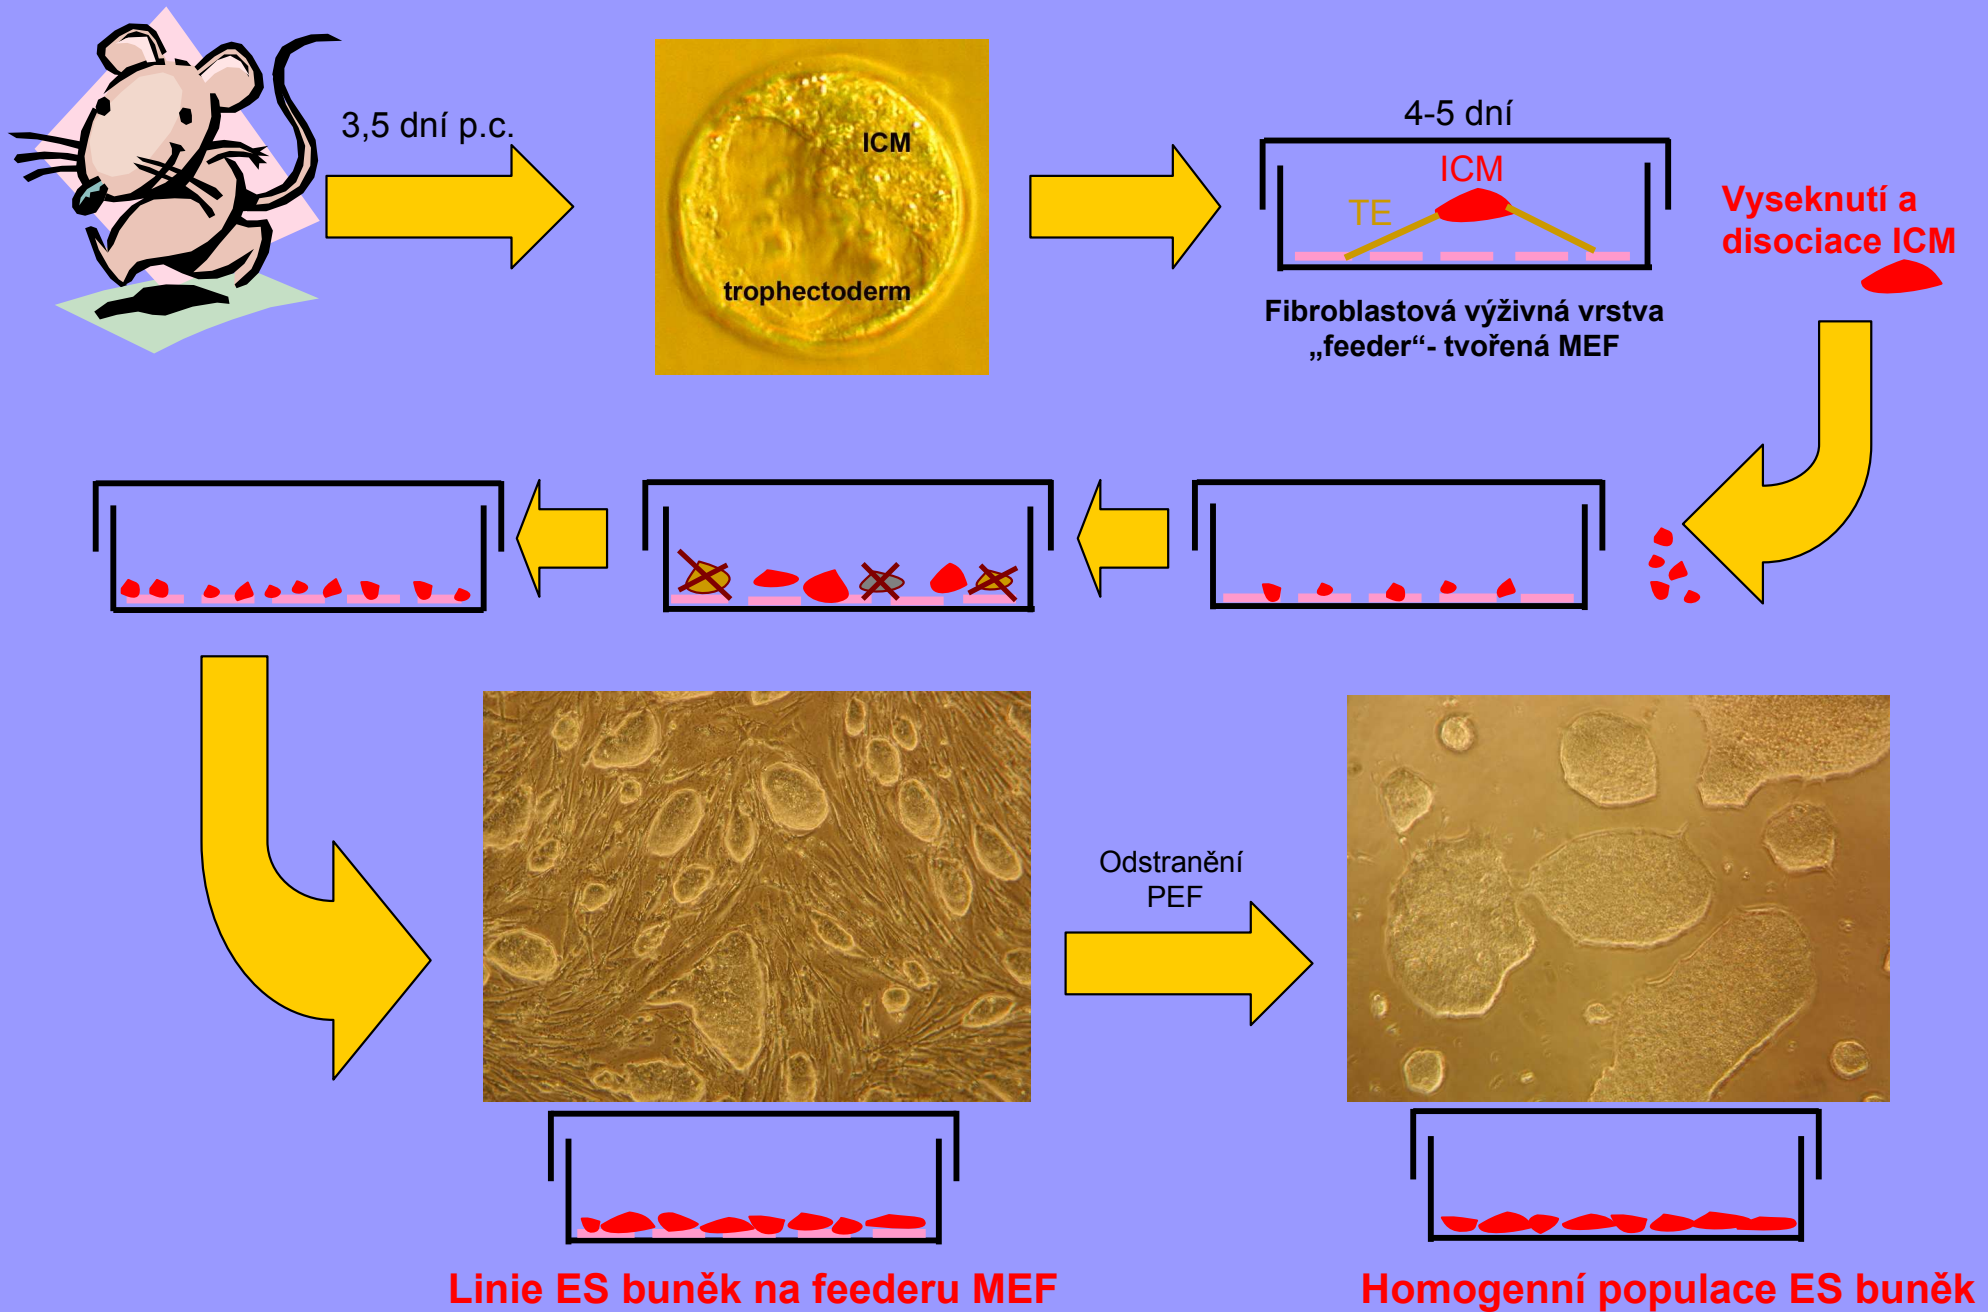 3,5 dní p.c.
ICM
trophectoderm
4-5 dní
ICM
TE
Fibroblastová výživná vrstva
„feeder“- tvořená MEF
Vyseknutí a
disociace ICM
Odstranění
PEF
Linie ES buněk na feederu MEF
Homogenní populace ES buněk